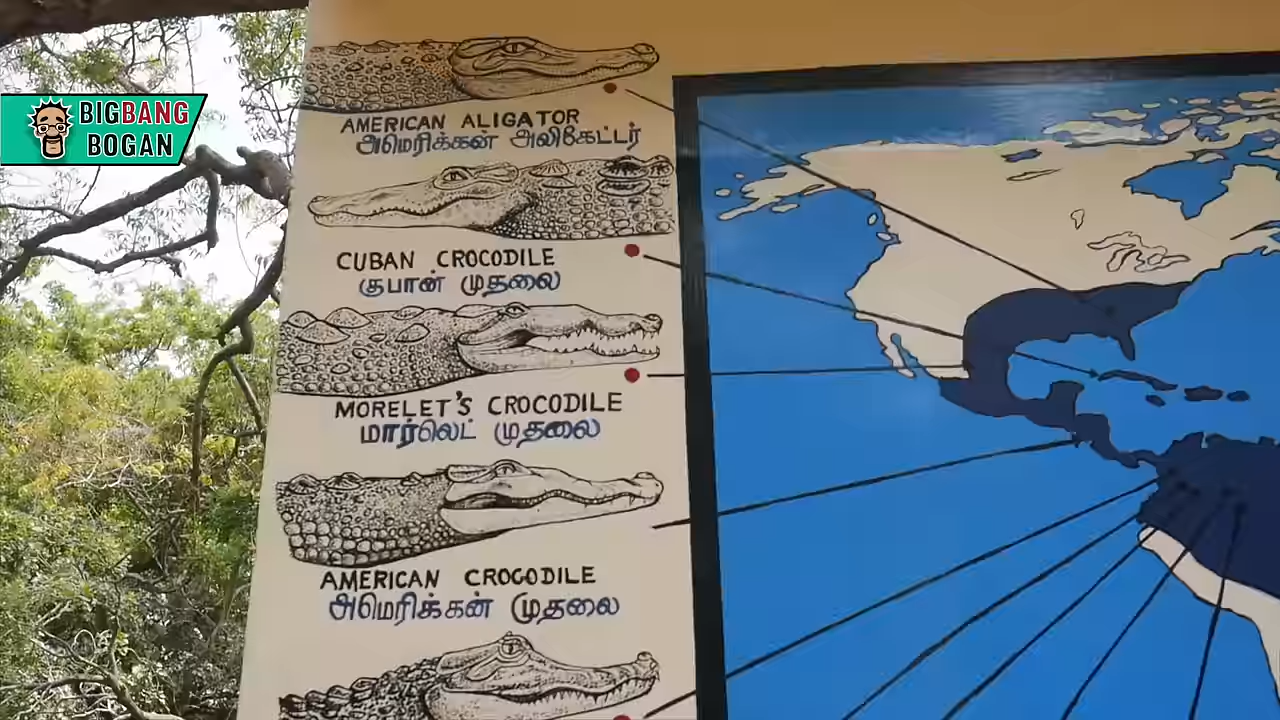 BIGBANG
BOGAN
AMERICAN ALIGATOR
அமெரிக்கன் அலிகேட்டர்
CUBAN CROCODILE
குபான் முதலை
MORELET'S CROCODILE
மார்லெட் முதலை
AMERICAN CROCODILE
அமெரிக்கன் முதலை